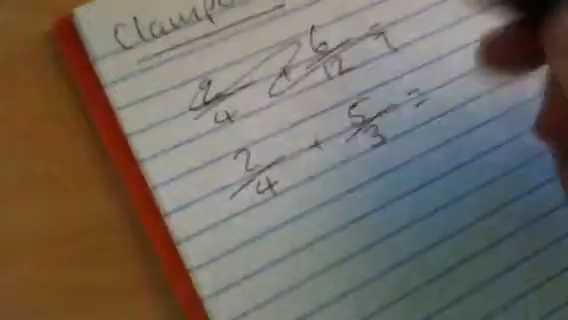 2/4 + 6/12 =
2/4 + 5/3 =